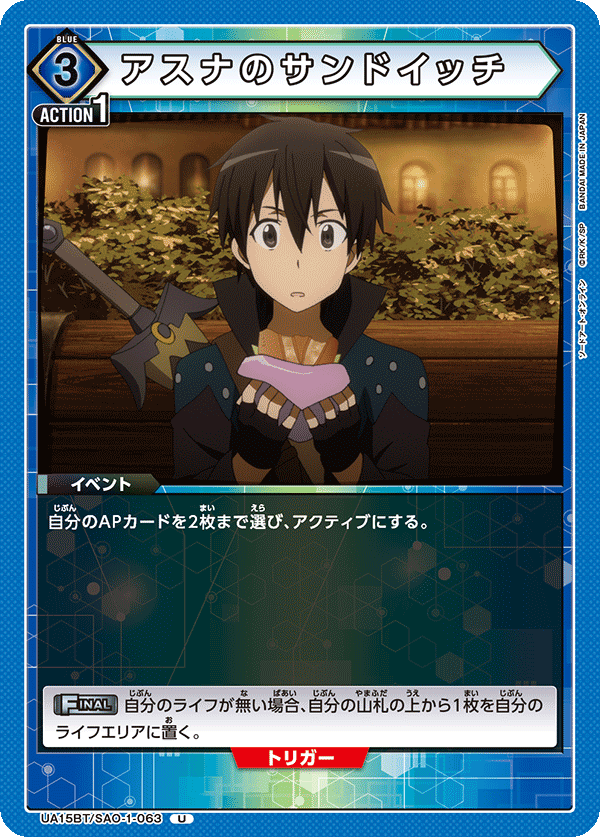 BLUE
3
アスナのサンドイッチ
ACTION 1
BANDAI MADE IN JAPAN
©RK/K/SP
ソードアート・オンライン
イベント
自分のAPカードを2枚まで選び、アクティブにする。
FINAL 自分のライフが無い場合、自分の山札の上から1枚を自分の
ライフエリアに置く。
トリガー
UA15BT/SAO-1-063 U